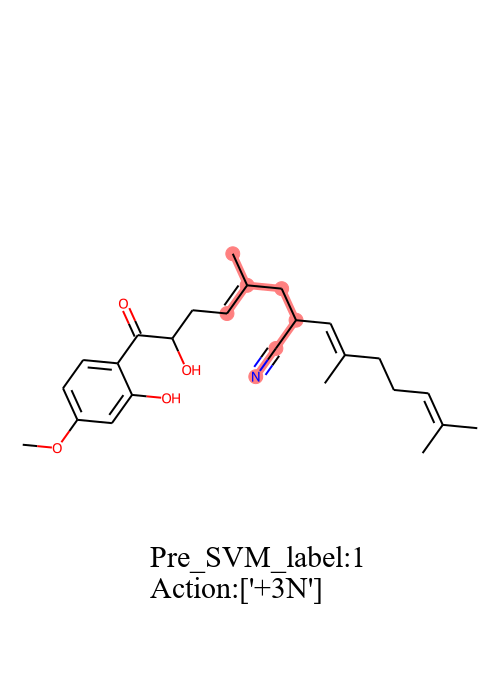 O
OH
N
OH
O
Pre_SVM_label:1
Action:['+3N']